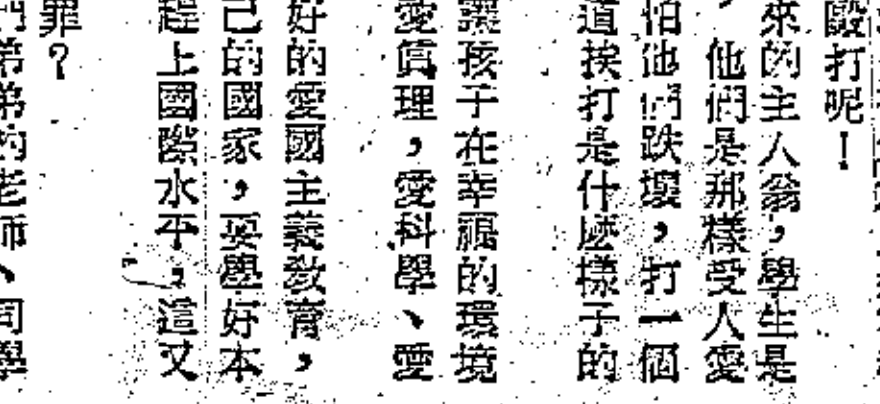 毆打呢！
來的主人翁，學生是
，他們是那樣受人愛
怕他們跌壞，打一個
道挨打是什麼樣子的
讓孩子在幸福的環境
愛眞理，愛科學、愛
好的愛國主義敎育，
己的國家，要學好本
趕上國際水平，這又
罪？
們弟弟的老師、同學